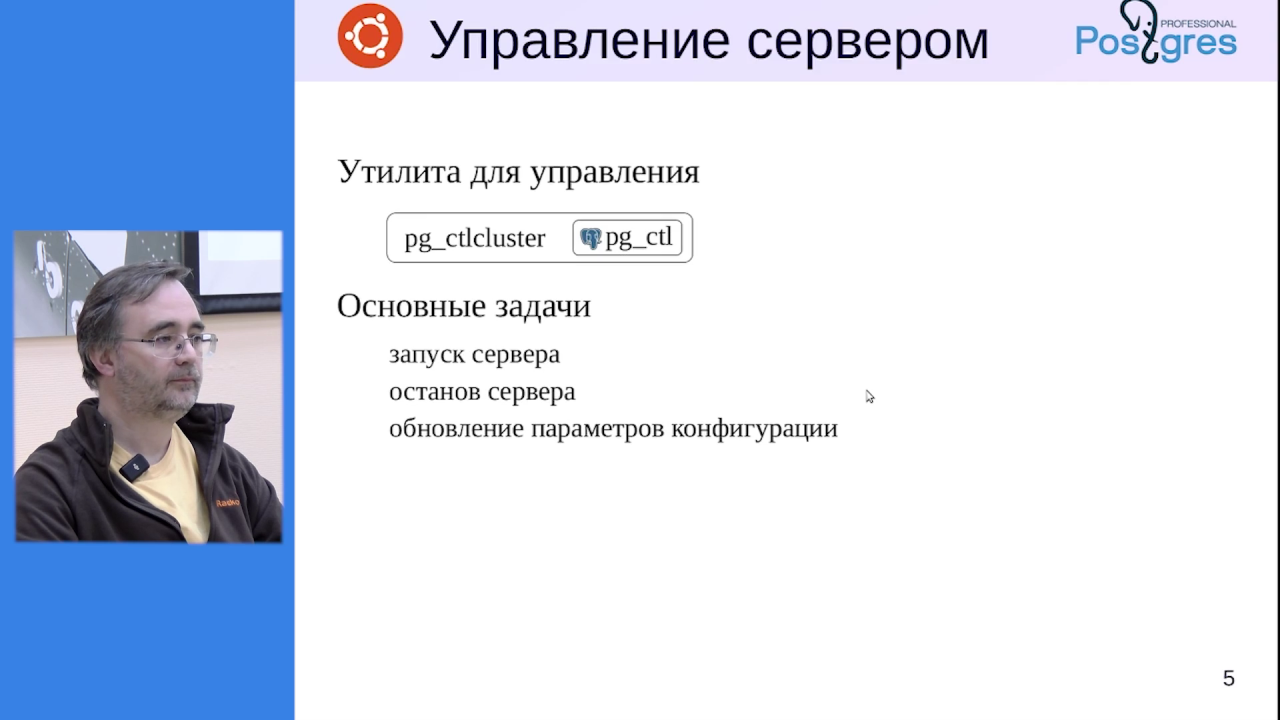 Управление сервером
PROFESSIONAL
Postgres
Утилита для управления
pg_ctlcluster pg_ctl
Основные задачи
запуск сервера
останов сервера
обновление параметров конфигурации
5